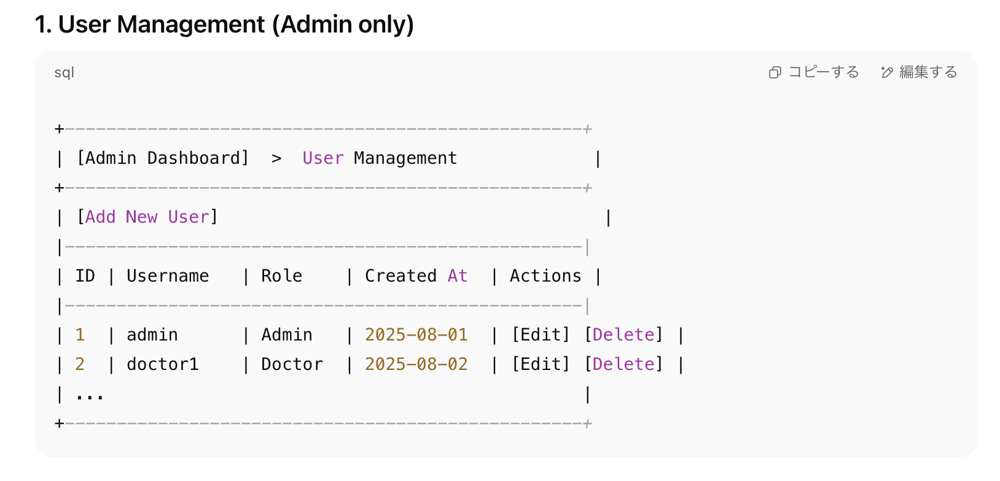 1. User Management (Admin only)
sql
コピーする
編集する
+---------------------------------------------------+
| [Admin Dashboard]  >  User Management             |
+---------------------------------------------------+
| [Add New User]                                     |
|---------------------------------------------------|
| ID | Username   | Role    | Created At  | Actions |
|---------------------------------------------------|
| 1  | admin      | Admin   | 2025-08-01  | [Edit] [Delete] |
| 2  | doctor1    | Doctor  | 2025-08-02  | [Edit] [Delete] |
| ...                                               |
+---------------------------------------------------+